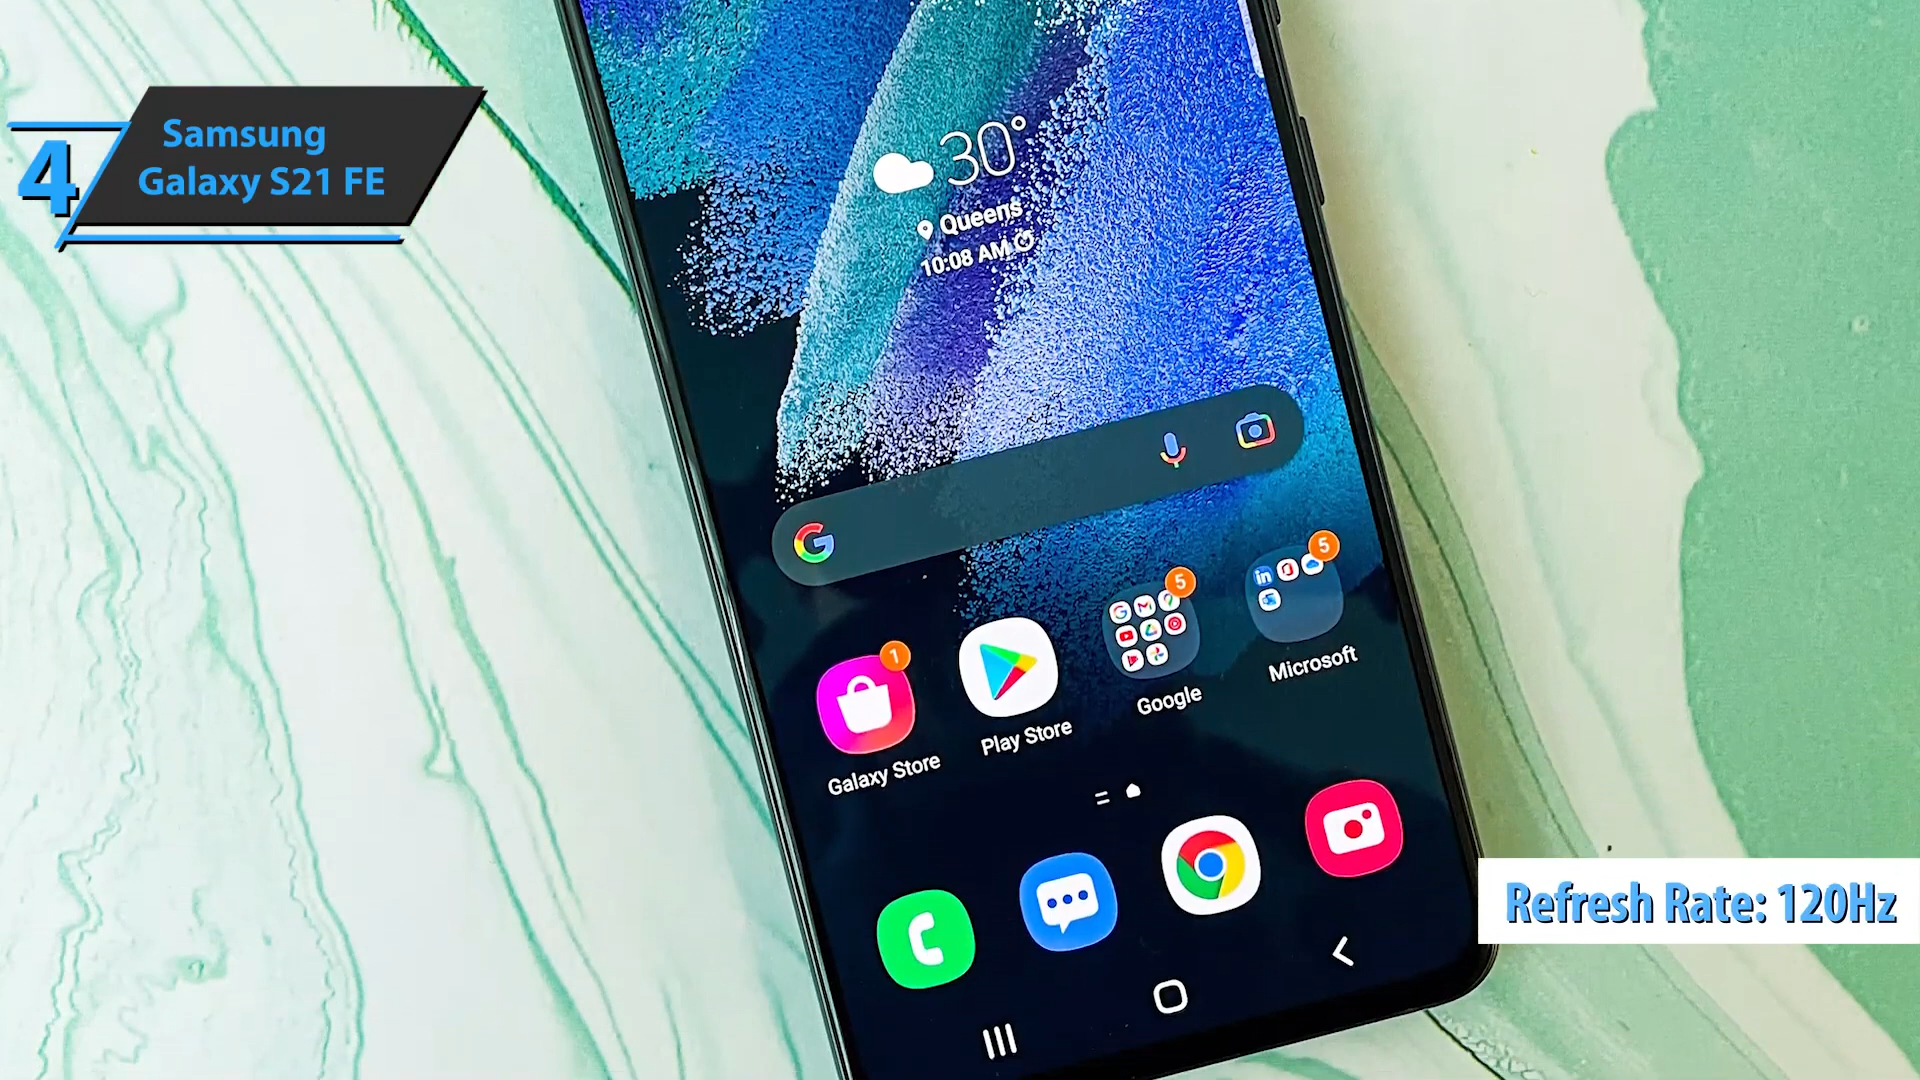 4
Samsung
Galaxy S21 FE
30°
Queens
10:08 AM
G
5
5
1
in
Microsoft
Google
Play Store
Galaxy Store
Refresh Rate: 120Hz